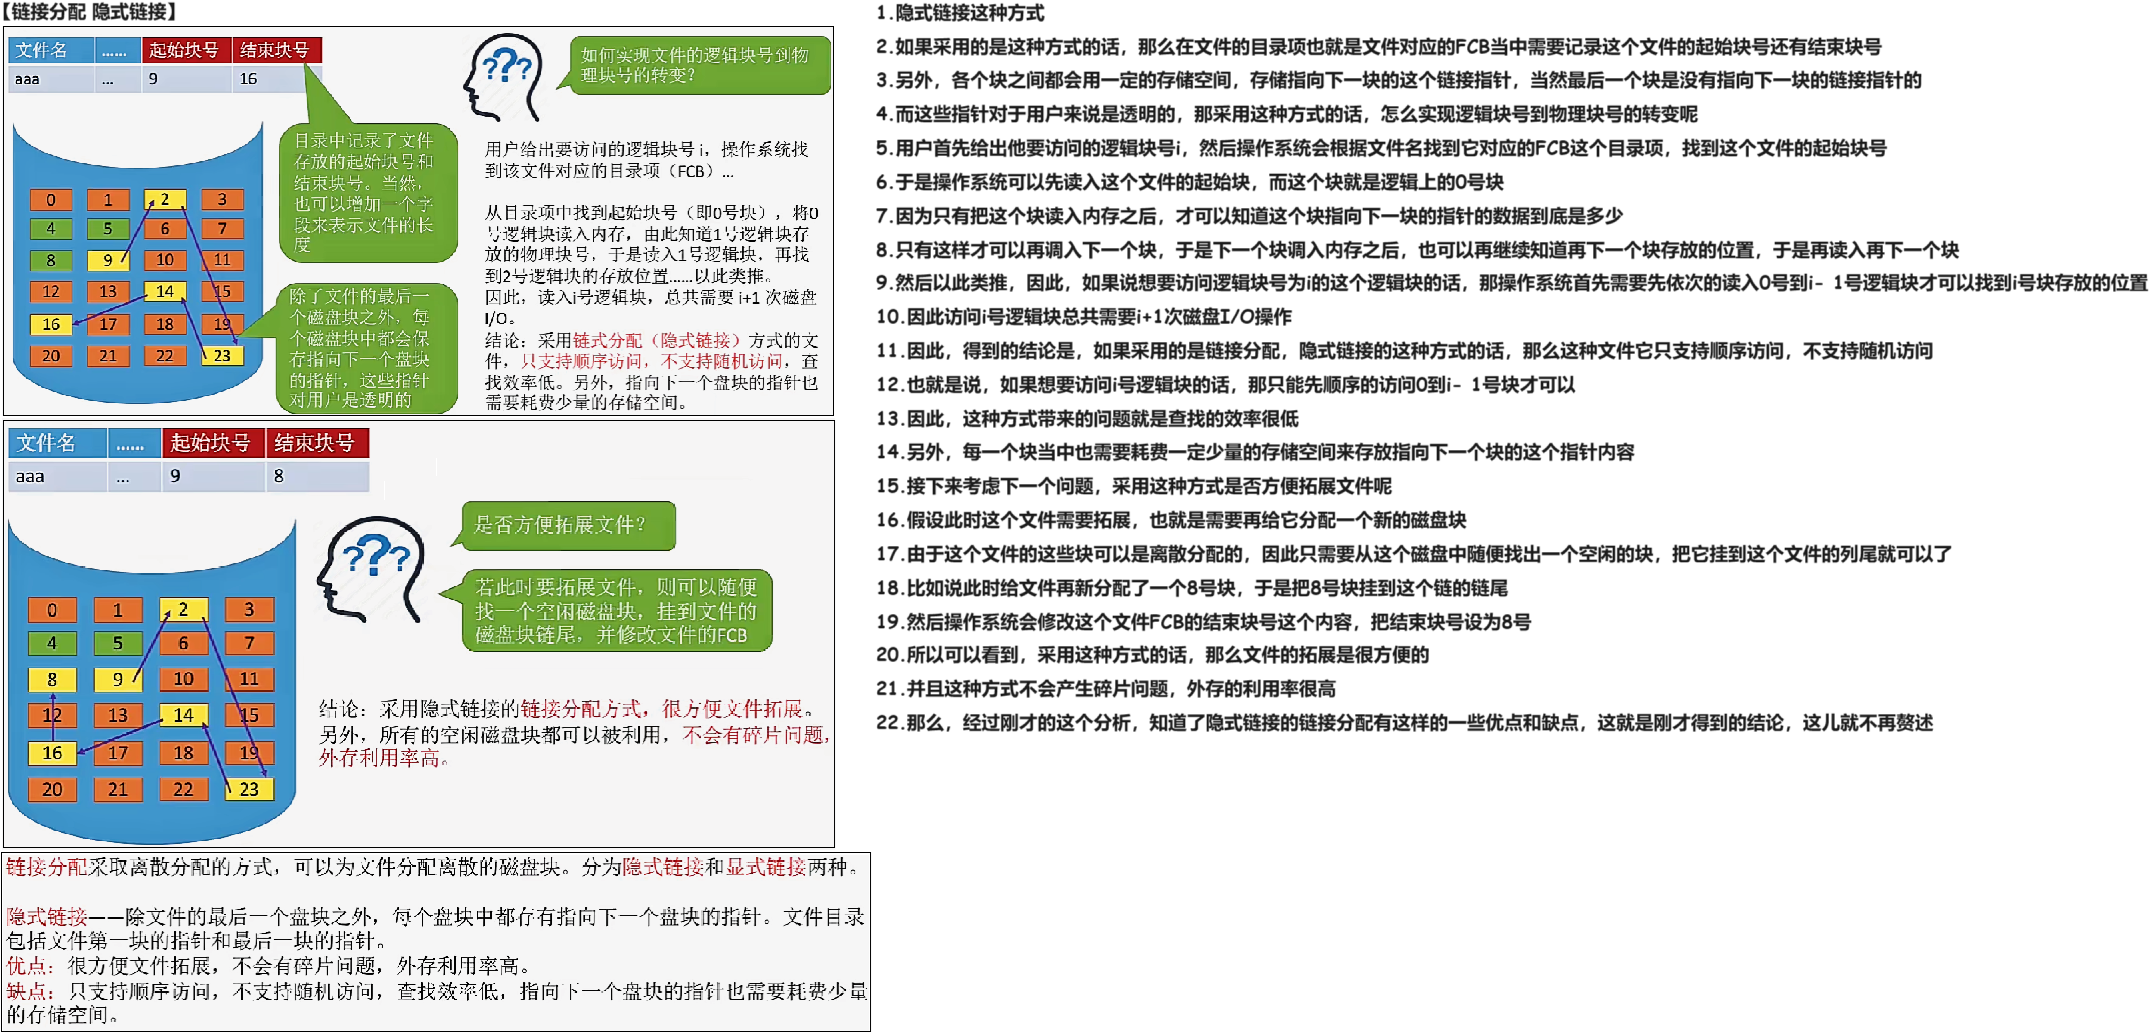 【链接分配 隐式链接】
文件名 …… 起始块号 结束块号
aaa … 9 16
目录中记录了文件
存放的起始块号和
结束块号。当然，
也可以增加一个字
段来表示文件的长
度
0 1 2 3
4 5 6 7
8 9 10 11
12 13 14 15
16 17 18 19
20 21 22 23
除了文件的最后一
个磁盘块之外，每
个磁盘块中都会保
存指向下一个盘块
的指针，这些指针
对用户是透明的
???
如何实现文件的逻辑块号到物
理块号的转变？
用户给出要访问的逻辑块号 i，操作系统找
到该文件对应的目录项（FCB）…
从目录项中找到起始块号（即0号块），将0
号逻辑块读入内存，由此知道1号逻辑块存
放的物理块号，于是读入1号逻辑块，再找
到2号逻辑块的存放位置……以此类推。
因此，读入i号逻辑块，总共需要 i+1 次磁盘
I/O。
结论：采用链式分配（隐式链接）方式的文
件，只支持顺序访问，不支持随机访问，查
找效率低。另外，指向下一个盘块的指针也
需要耗费少量的存储空间。
文件名 …… 起始块号 结束块号
aaa … 9 8
0 1 2 3
4 5 6 7
8 9 10 11
12 13 14 15
16 17 18 19
20 21 22 23
???
是否方便拓展文件？
若此时要拓展文件，则可以随便
找一个空闲磁盘块，挂到文件的
磁盘块链尾，并修改文件的FCB
结论：采用隐式链接的链接分配方式，很方便文件拓展。
另外，所有的空闲磁盘块都可以被利用，不会有碎片问题，
外存利用率高。
链接分配采取离散分配的方式，可以为文件分配离散的磁盘块。分为隐式链接和显式链接两种。
隐式链接——除文件的最后一个盘块之外，每个盘块中都存有指向下一个盘块的指针。文件目录
包括文件第一块的指针和最后一块的指针。
优点：很方便文件拓展，不会有碎片问题，外存利用率高。
缺点：只支持顺序访问，不支持随机访问，查找效率低，指向下一个盘块的指针也需要耗费少量
的存储空间。
1.隐式链接这种方式
2.如果采用的是这种方式的话，那么在文件的目录项也就是文件对应的FCB当中需要记录这个文件的起始块号还有结束块号
3.另外，各个块之间都会用一定的存储空间，存储指向下一块的这个链接指针，当然最后一个块是没有指向下一块的链接指针的
4.而这些指针对于用户来说是透明的，那采用这种方式的话，怎么实现逻辑块号到物理块号的转变呢
5.用户首先给出他要访问的逻辑块号i，然后操作系统会根据文件名找到它对应的FCB这个目录项，找到这个文件的起始块号
6.于是操作系统可以先读入这个文件的起始块，而这个块就是逻辑上的0号块
7.因为只有把这个块读入内存之后，才可以知道这个块指向下一块的指针的数据到底是多少
8.只有这样才可以再调入下一个块，于是下一个块调入内存之后，也可以再继续知道再下一个块存放的位置，于是再读入再下一个块
9.然后以此类推，因此，如果说想要访问逻辑块号为i的这个逻辑块的话，那操作系统首先需要先依次的读入0号到i- 1号逻辑块才可以找到i号块存放的位置
10.因此访问i号逻辑块总共需要i+1次磁盘I/O操作
11.因此，得到的结论是，如果采用的是链接分配，隐式链接的这种方式的话，那么这种文件它只支持顺序访问，不支持随机访问
12.也就是说，如果想要访问i号逻辑块的话，那只能先顺序的访问0到i- 1号块才可以
13.因此，这种方式带来的问题就是查找的效率很低
14.另外，每一个块当中也需要耗费一定少量的存储空间来存放指向下一个块的这个指针内容
15.接下来考虑下一个问题，采用这种方式是否方便拓展文件呢
16.假设此时这个文件需要拓展，也就是需要再给它分配一个新的磁盘块
17.由于这个文件的这些块可以是离散分配的，因此只需要从这个磁盘中随便找出一个空闲的块，把它挂到这个文件的列尾就可以了
18.比如说此时给文件再新分配了一个8号块，于是把8号块挂到这个链的链尾
19.然后操作系统会修改这个文件FCB的结束块号这个内容，把结束块号设为8号
20.所以可以看到，采用这种方式的话，那么文件的拓展是很方便的
21.并且这种方式不会产生碎片问题，外存的利用率很高
22.那么，经过刚才的这个分析，知道了隐式链接的链接分配有这样的一些优点和缺点，这就是刚才得到的结论，这儿就不再赘述